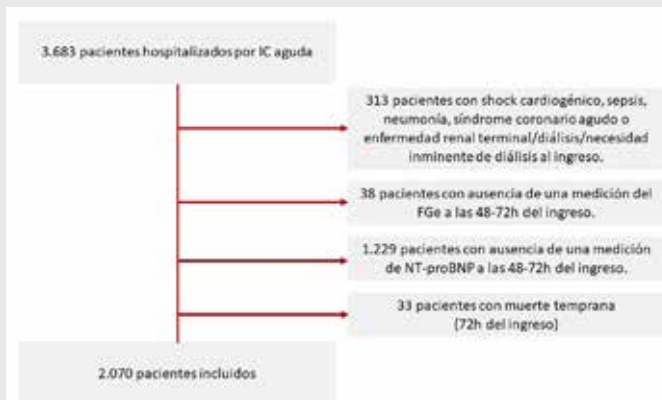 3.683 pacientes hospitalizados por IC aguda
313 pacientes con shock cardiogénico, sepsis,
neumonía, síndrome coronario agudo o
enfermedad renal terminal/diálisis/necesidad
inminente de diálisis al ingreso.
38 pacientes con ausencia de una medición del
FGe a las 48-72h del ingreso.
1.229 pacientes con ausencia de una medición
de NT-proBNP a las 48-72h del ingreso.
33 pacientes con muerte temprana
(72h del ingreso)
2.070 pacientes incluidos